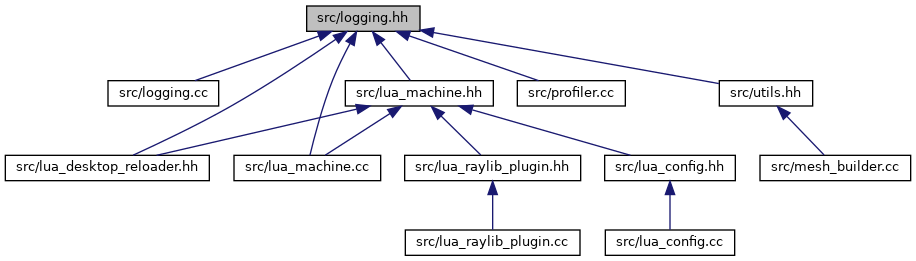 src/logging.hh
src/logging.cc
src/lua_machine.hh
src/profiler.cc
src/utils.hh
src/lua_desktop_reloader.hh
src/lua_machine.cc
src/lua_raylib_plugin.hh
src/lua_config.hh
src/mesh_builder.cc
src/lua_raylib_plugin.cc
src/lua_config.cc